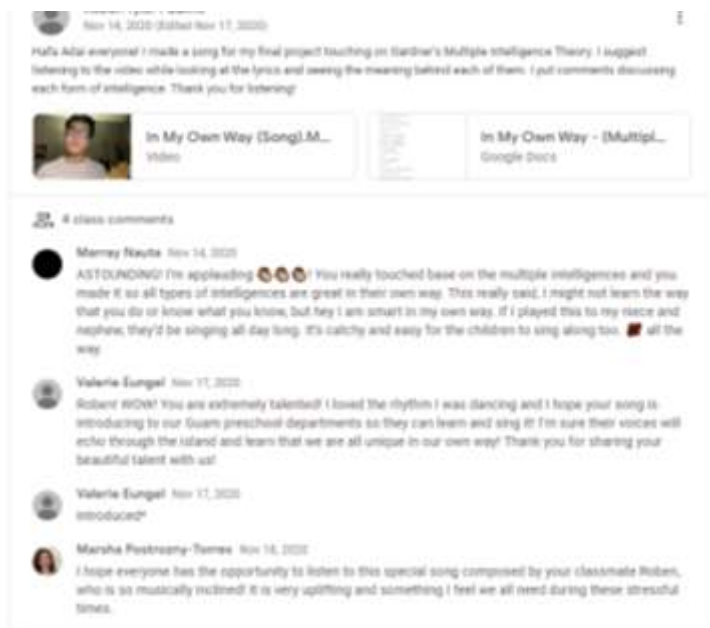 Nov 14, 2020 (Edited Nov 17, 2020)
Hafa Adai everyone! I made a song for my final project touching on Gardner's Multiple Intelligence Theory. I suggest
listening to the video while looking at the lyrics and seeing the meaning behind each of them. I put comments discussing
each form of intelligence. Thank you for listening!
In My Own Way (Song).M...
Video
In My Own Way - (Multipl...
Google Docs
4 class comments
Merray Nauta Nov 14, 2020
ASTOUNDING! I'm applauding 👏👏👏! You really touched base on the multiple intelligences and you
made it so all types of intelligences are great in their own way. This really said, I might not learn the way
that you do or know what you know, but hey I am smart in my own way. If I played this to my niece and
nephew, they'd be singing all day long. It's catchy and easy for the children to sing along too. all the
way.
Valerie Eungel Nov 17, 2020
Roben! WOW! You are extremely talented! I loved the rhythm I was dancing and I hope your song is
introducing to our Guam preschool departments so they can learn and sing it! I'm sure their voices will
echo through the island and learn that we are all unique in our own way! Thank you for sharing your
beautiful talent with us!
Valerie Eungel Nov 17, 2020
introduced*
Marsha Postrozny-Torres Nov 18, 2020
I hope everyone has the opportunity to listen to this special song composed by your classmate Roben,
who is so musically inclined! It is very uplifting and something I feel we all need during these stressful
times.